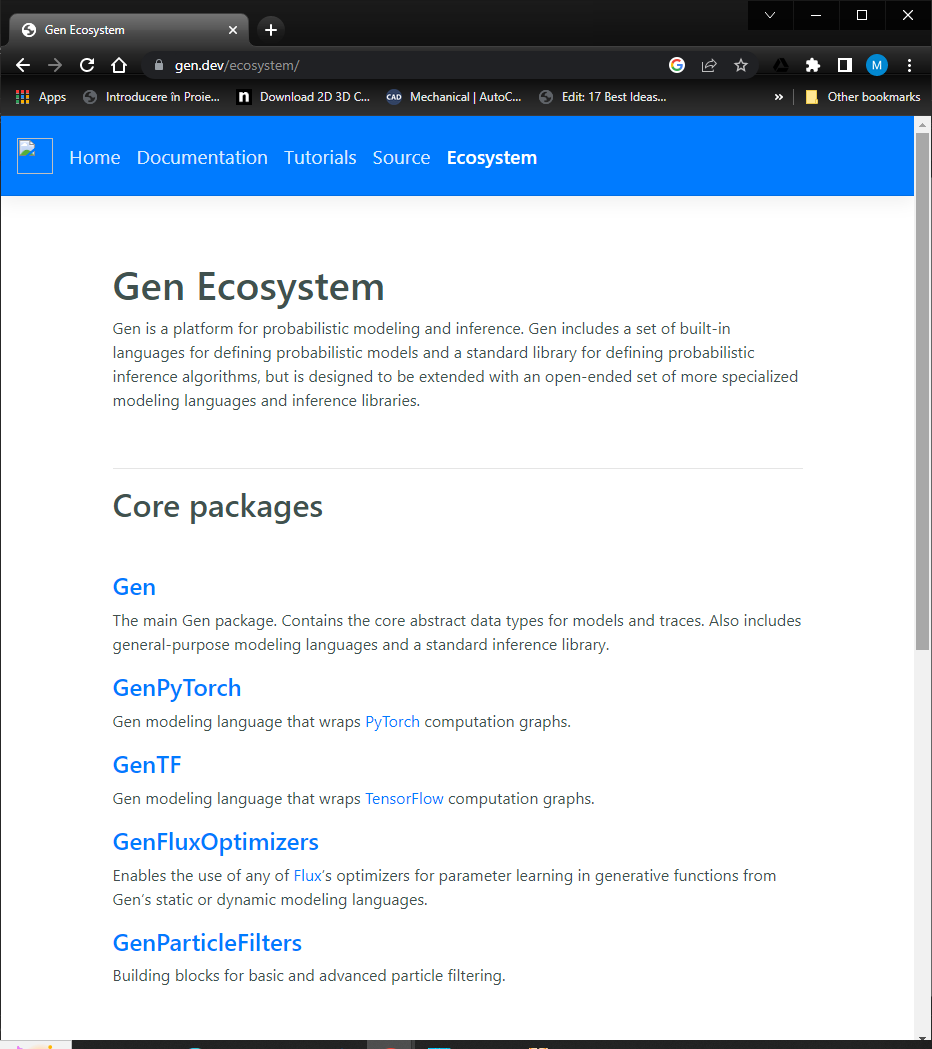 Gen Ecosystem
gen.dev/ecosystem/
M
Apps
Introducere în Proie...
n
Download 2D 3D C...
CAD
Mechanical | AutoC...
Edit: 17 Best Ideas...
»
Other bookmarks
Home Documentation Tutorials Source Ecosystem
Gen Ecosystem
Gen is a platform for probabilistic modeling and inference. Gen includes a set of built-in
languages for defining probabilistic models and a standard library for defining probabilistic
inference algorithms, but is designed to be extended with an open-ended set of more specialized
modeling languages and inference libraries.
Core packages
Gen
The main Gen package. Contains the core abstract data types for models and traces. Also includes
general-purpose modeling languages and a standard inference library.
GenPyTorch
Gen modeling language that wraps PyTorch computation graphs.
GenTF
Gen modeling language that wraps TensorFlow computation graphs.
GenFluxOptimizers
Enables the use of any of Flux's optimizers for parameter learning in generative functions from
Gen's static or dynamic modeling languages.
GenParticleFilters
Building blocks for basic and advanced particle filtering.